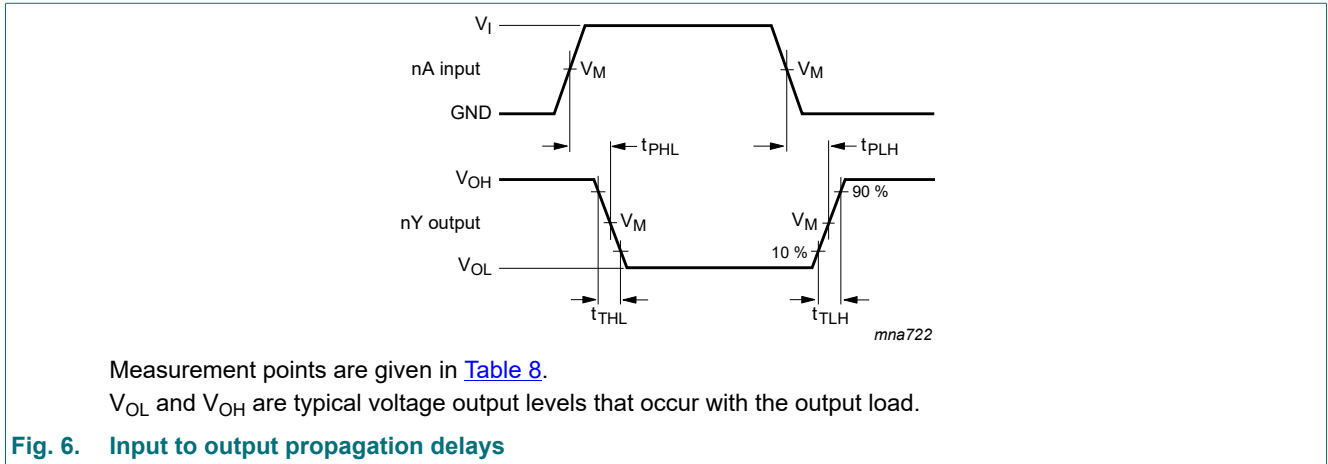 V_I
nA input
V_M
V_M
GND
t_PHL
t_PLH
V_OH
90 %
nY output
V_M
V_M
10 %
V_OL
t_THL
t_TLH
mna722
Measurement points are given in Table 8.
V_OL and V_OH are typical voltage output levels that occur with the output load.
Fig. 6. Input to output propagation delays